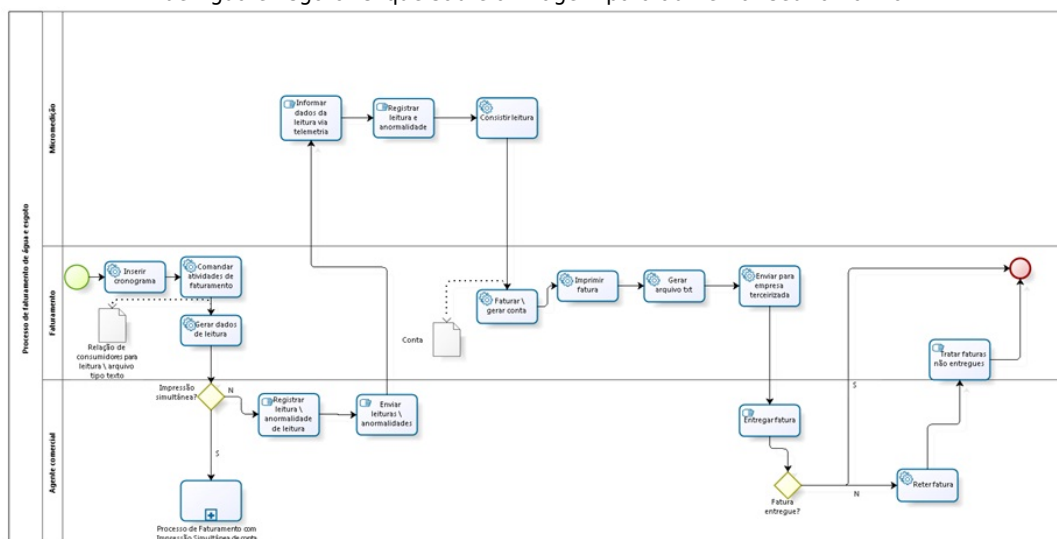 Processo de faturamento de água e esgoto
Micromedição
Informar
dados da
leitura via
telemetria
Registrar
leitura e
anormalidade
Consistir leitura
Faturamento
Inserir
cronograma
Comandar
atividades de
faturamento
Gerar dados
de leitura
Relação de
consumidores para
leitura \ arquivo
tipo texto
Conta
Faturar \
gerar conta
Imprimir
fatura
Gerar
arquivo txt
Enviar para
empresa
terceirizada
Tratar faturas
não entregues
Agente comercial
Impressão
simultânea?
N
S
Registrar
leitura \
anormalidade
de leitura
Enviar
leituras \
anormalidades
Processo de Faturamento com
Impressão Simultânea de conta
Entregar fatura
Fatura
entregue?
S
N
Reter fatura